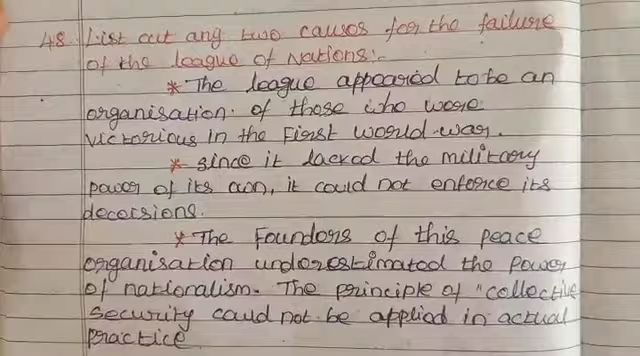 48. List out any two causes for the failure
of the league of Nations:-
* The league appeared to be an
organisation. of those who were
victorious in the First world-war.
* since it lacked the military
power of its own, it could not enforce its
decorsions.
* The Founders of this peace
organisation underestimated the power
of nationalism. The principle of "collective
security could not be applied in actual
practice.